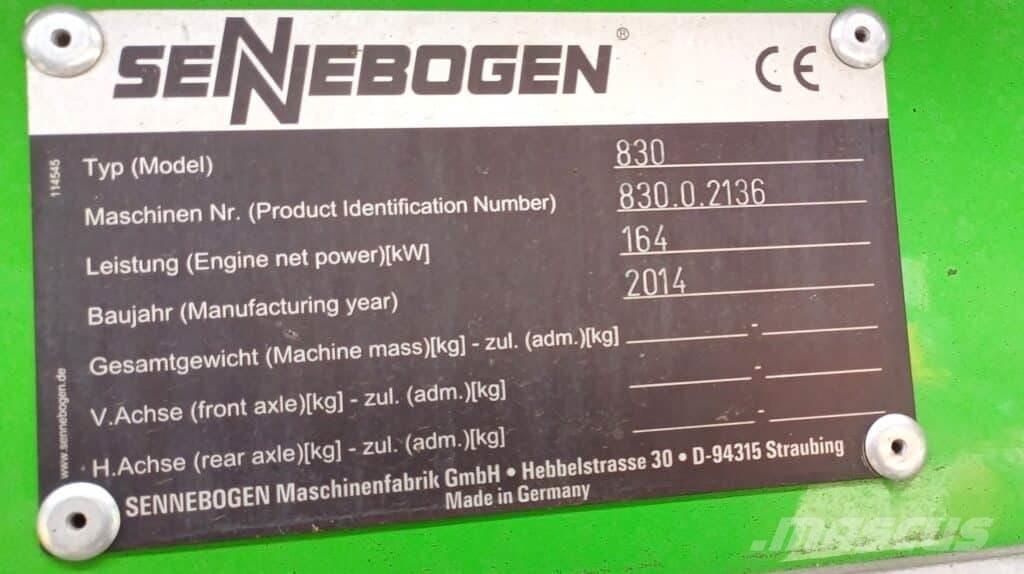 SENNEBOGEN® CE
114545
Typ (Model) 830
Maschinen Nr. (Product Identification Number) 830.0.2136
Leistung (Engine net power)[kW] 164
Baujahr (Manufacturing year) 2014
Gesamtgewicht (Machine mass)[kg] - zul. (adm.)[kg] -
V.Achse (front axle)[kg] - zul. (adm.)[kg] -
H.Achse (rear axle)[kg] - zul. (adm.)[kg] -
www.sennebogen.de
SENNEBOGEN Maschinenfabrik GmbH • Hebbelstrasse 30 • D-94315 Straubing
Made in Germany
mascus